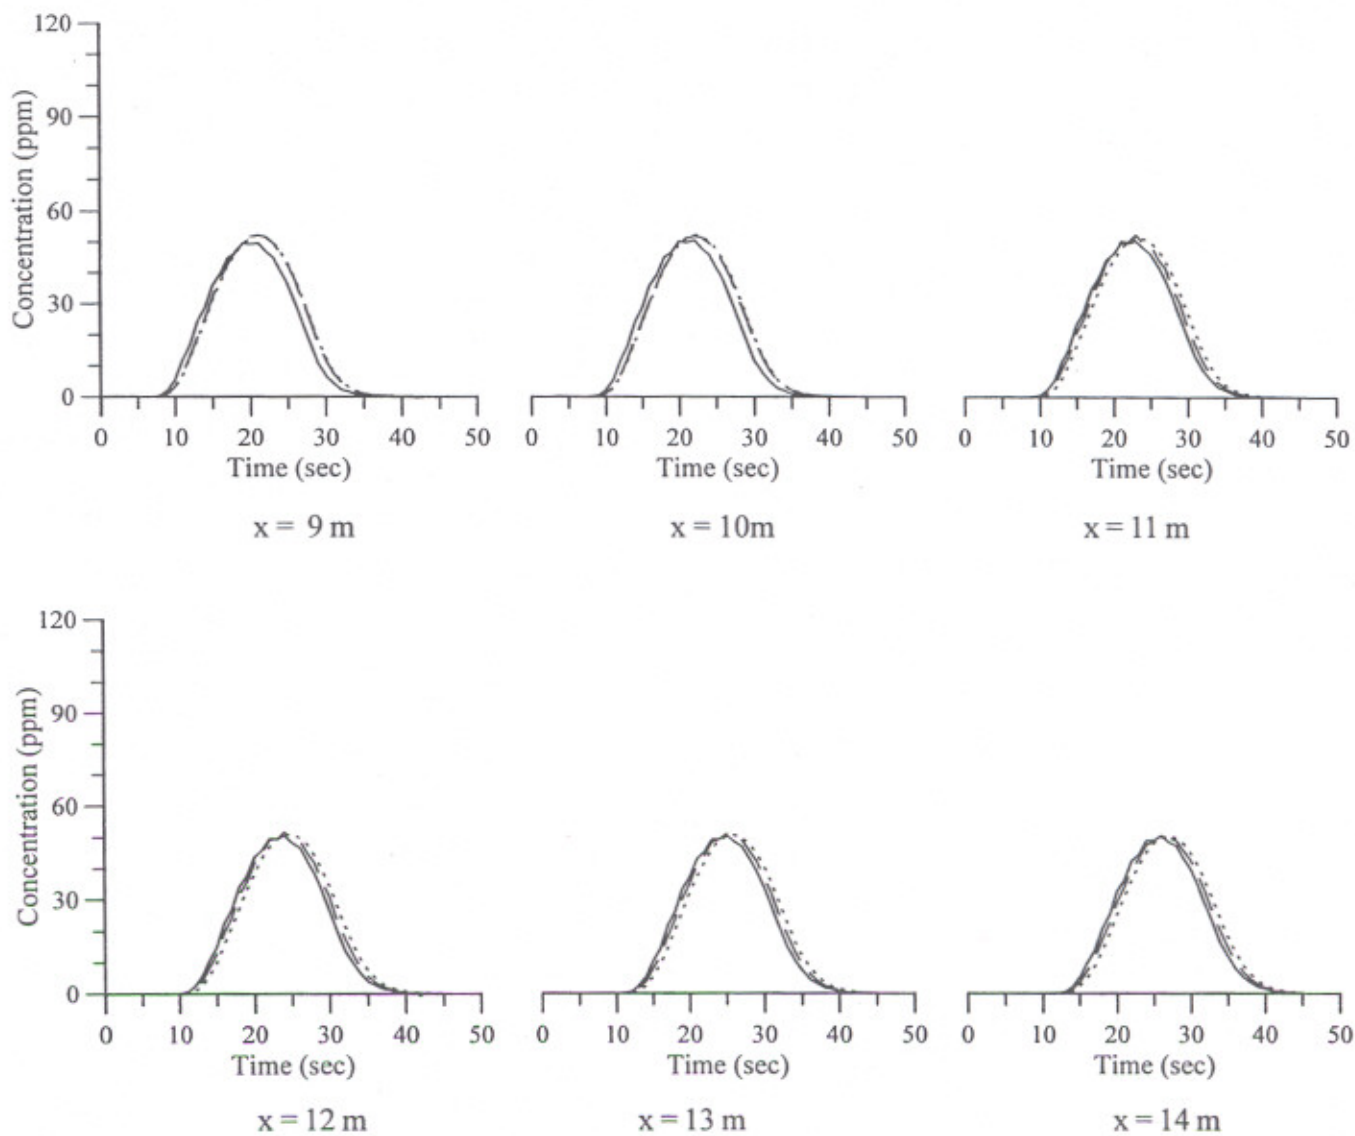 120
90
60
30
0
Concentration (ppm)
0 10 20 30 40 50
0 10 20 30 40 50
0 10 20 30 40 50
Time (sec)
Time (sec)
Time (sec)
x = 9 m
x = 10m
x = 11 m
120
90
60
30
0
Concentration (ppm)
0 10 20 30 40 50
0 10 20 30 40 50
0 10 20 30 40 50
Time (sec)
Time (sec)
Time (sec)
x = 12 m
x = 13 m
x = 14 m